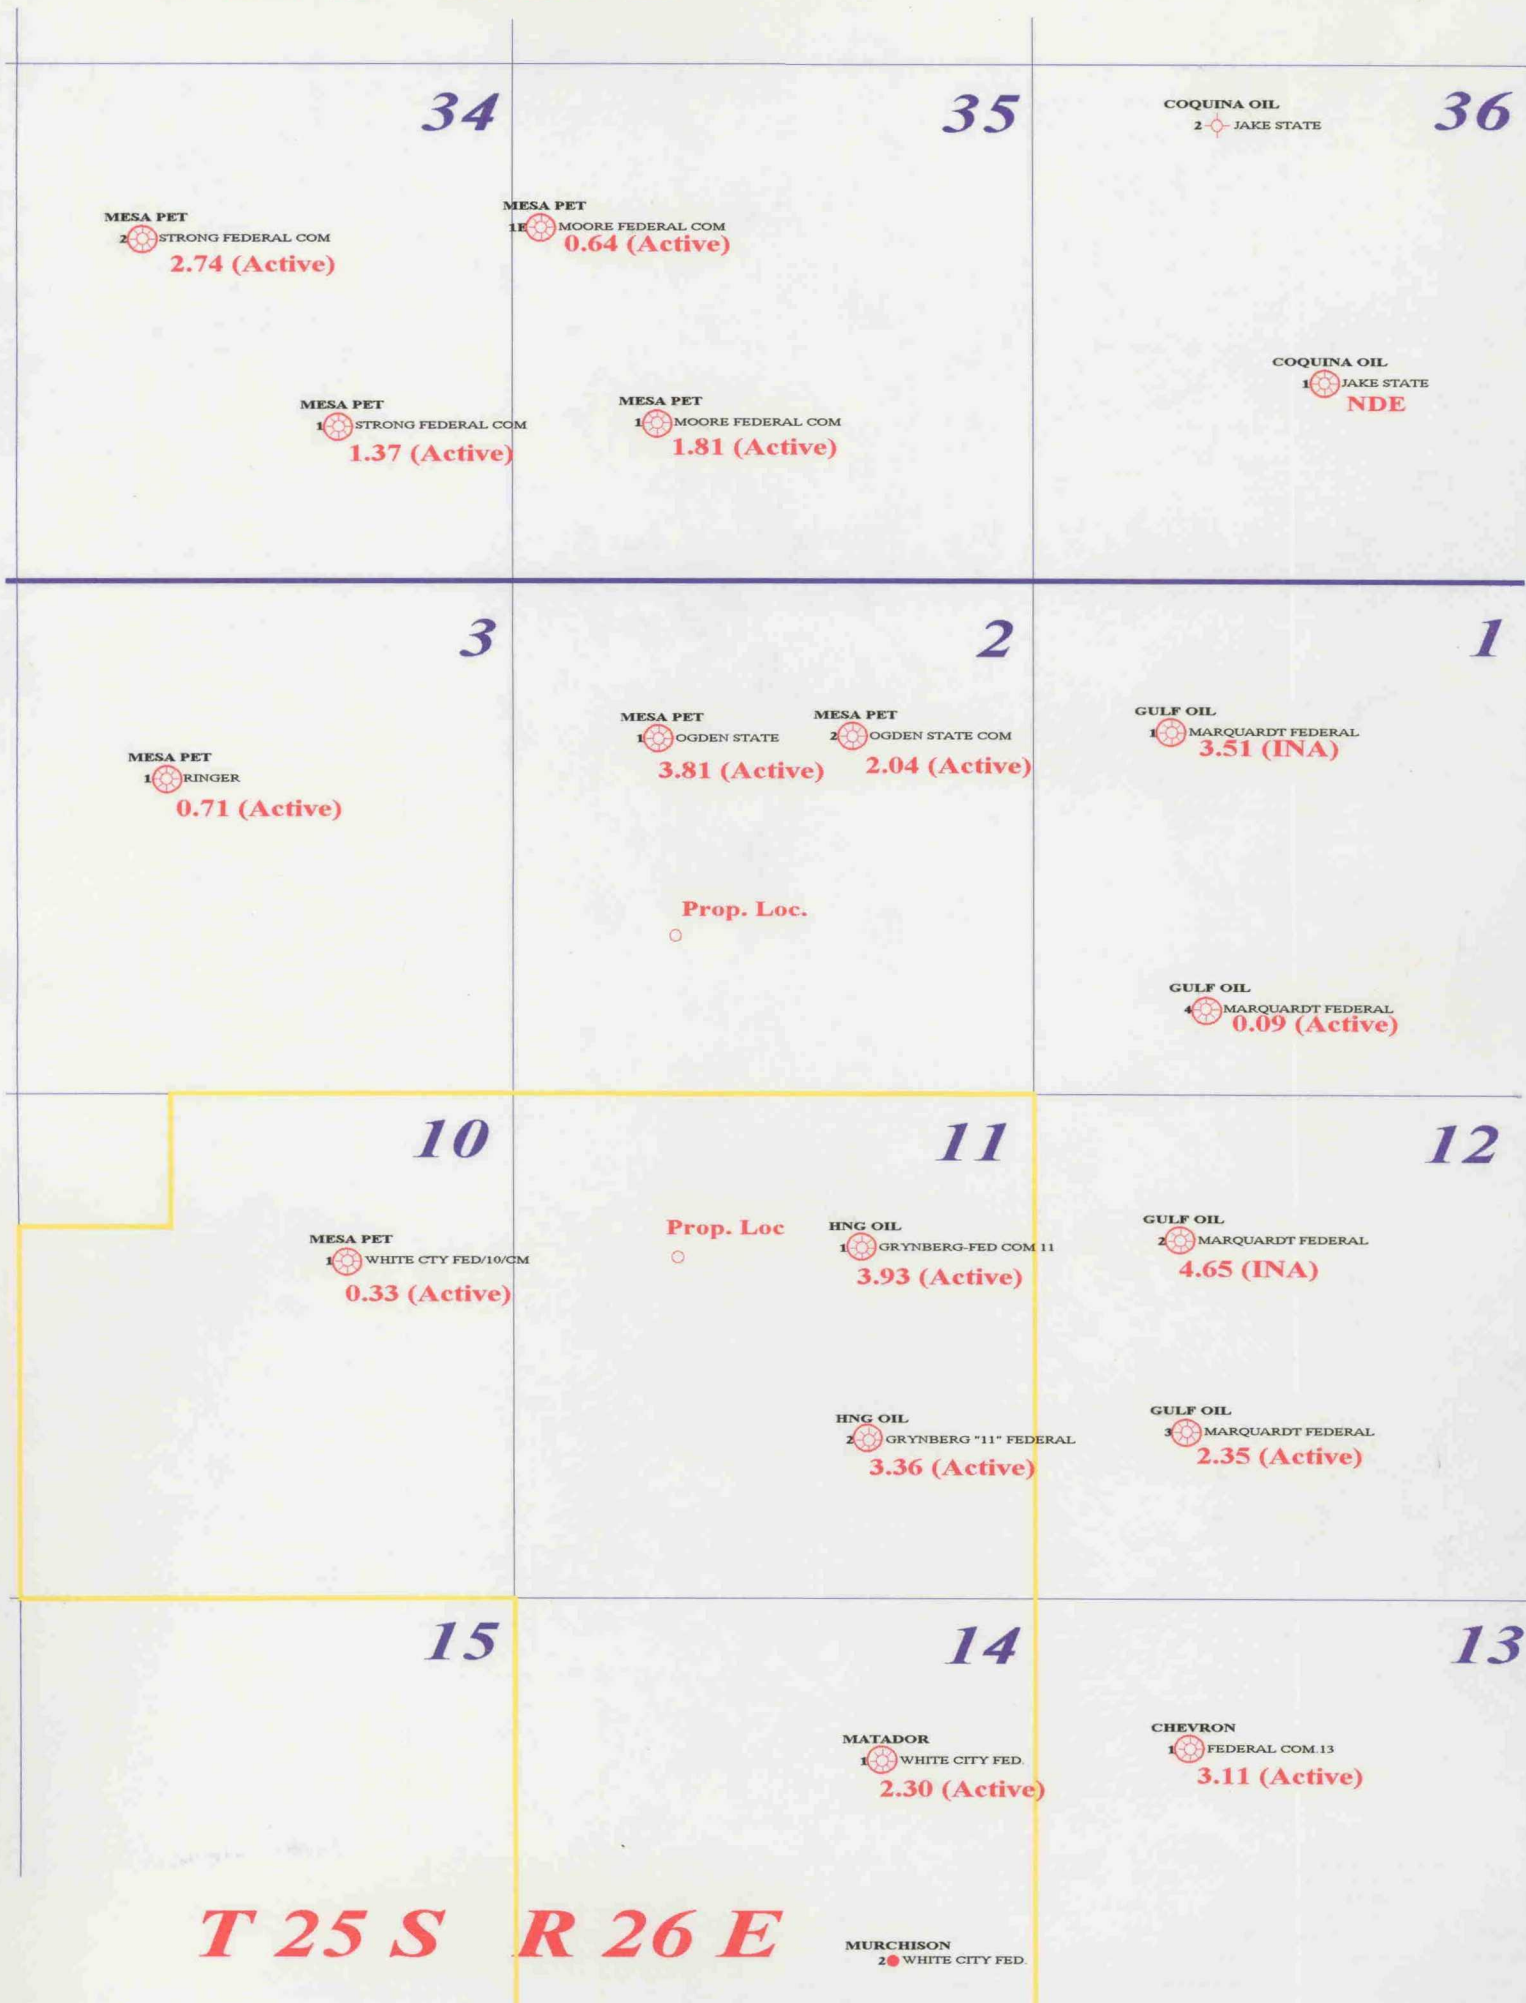 34
35
36
COQUINA OIL
2 JAKE STATE
MESA PET
2 STRONG FEDERAL COM
2.74 (Active)
MESA PET
1E MOORE FEDERAL COM
0.64 (Active)
COQUINA OIL
1 JAKE STATE
NDE
MESA PET
1 STRONG FEDERAL COM
1.37 (Active)
MESA PET
1 MOORE FEDERAL COM
1.81 (Active)
3
2
1
MESA PET
1 RINGER
0.71 (Active)
MESA PET
1 OGDEN STATE
3.81 (Active)
MESA PET
2 OGDEN STATE COM
2.04 (Active)
GULF OIL
1 MARQUARDT FEDERAL
3.51 (INA)
Prop. Loc.
GULF OIL
4 MARQUARDT FEDERAL
0.09 (Active)
10
11
12
MESA PET
1 WHITE CTY FED/10/CM
0.33 (Active)
Prop. Loc
HNG OIL
1 GRYNBERG-FED COM 11
3.93 (Active)
GULF OIL
2 MARQUARDT FEDERAL
4.65 (INA)
HNG OIL
2 GRYNBERG "11" FEDERAL
3.36 (Active)
GULF OIL
3 MARQUARDT FEDERAL
2.35 (Active)
15
14
13
MATADOR
1 WHITE CITY FED.
2.30 (Active)
CHEVRON
1 FEDERAL COM.13
3.11 (Active)
T 25 S R 26 E
MURCHISON
2 WHITE CITY FED.